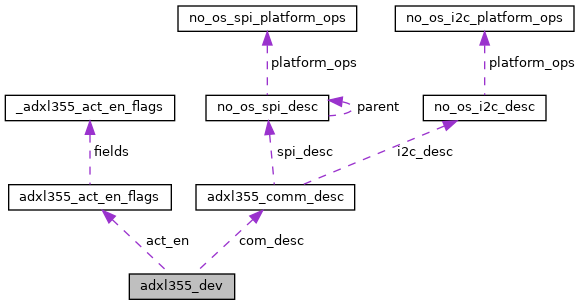 no_os_spi_platform_ops
no_os_i2c_platform_ops
platform_ops
platform_ops
_adxl355_act_en_flags
no_os_spi_desc
parent
no_os_i2c_desc
fields
spi_desc
i2c_desc
adxl355_act_en_flags
adxl355_comm_desc
act_en
com_desc
adxl355_dev